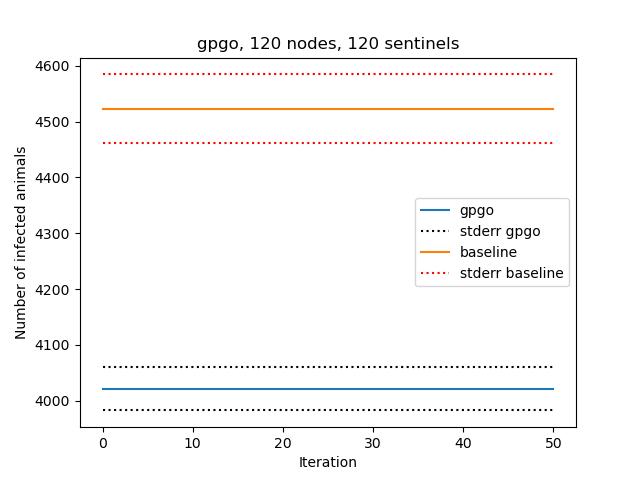 gpgo, 120 nodes, 120 sentinels
Number of infected animals
4600
4500
4400
4300
4200
4100
4000
gpgo
stderr gpgo
baseline
stderr baseline
0
10
20
30
40
50
Iteration